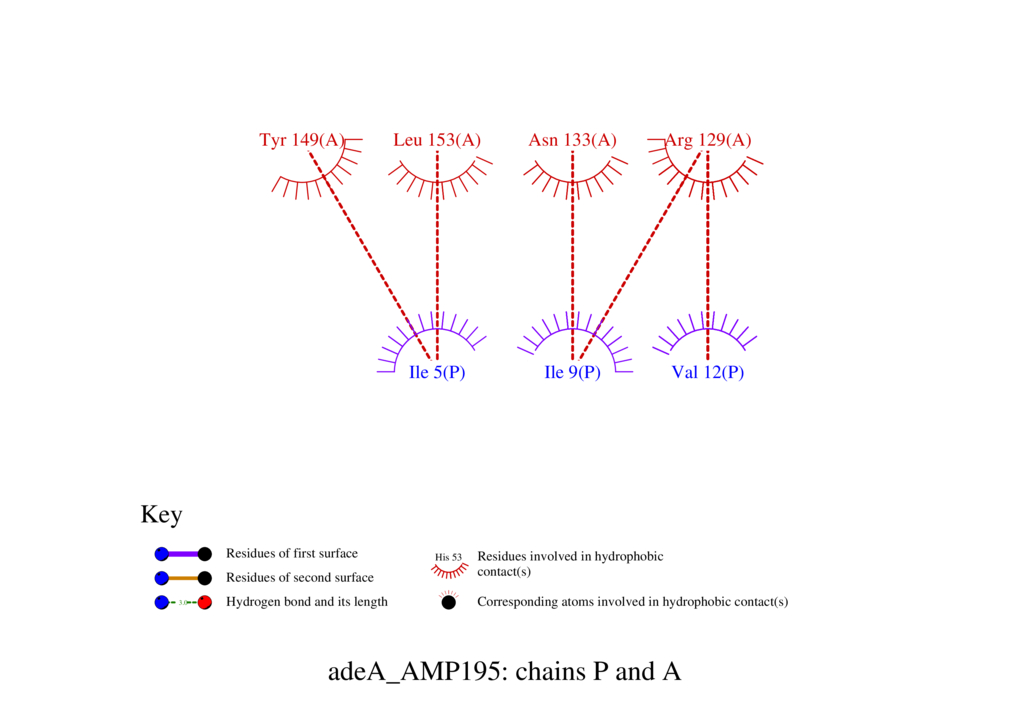 Tyr 149(A) Leu 153(A) Asn 133(A) Arg 129(A)
Ile 5(P) Ile 9(P) Val 12(P)
Key
Residues of first surface
Residues of second surface
3.0 Hydrogen bond and its length
His 53 Residues involved in hydrophobic
contact(s)
Corresponding atoms involved in hydrophobic contact(s)
adeA_AMP195: chains P and A